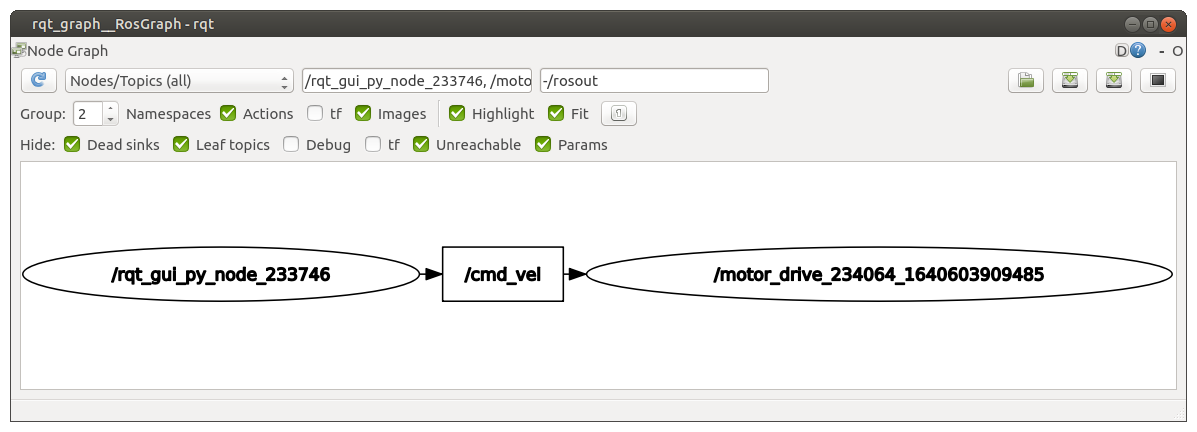 rqt_graph__RosGraph - rqt
Node Graph D ? - O
Nodes/Topics (all) /rqt_gui_py_node_233746, /moto -/rosout
Group: 2 Namespaces Actions tf Images Highlight Fit
Hide: Dead sinks Leaf topics Debug tf Unreachable Params
/rqt_gui_py_node_233746 /cmd_vel /motor_drive_234064_1640603909485